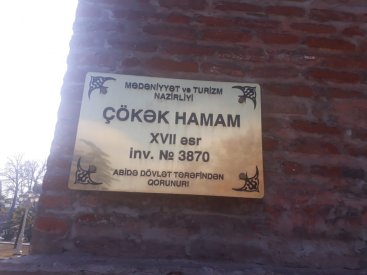 MƏDƏNİYYƏT və TURİZM
NAZİRLİYİ
ÇÖKƏK HAMAM
XVII əsr
inv. № 3870
ABİDƏ DÖVLƏT TƏRƏFİNDƏN
QORUNURI